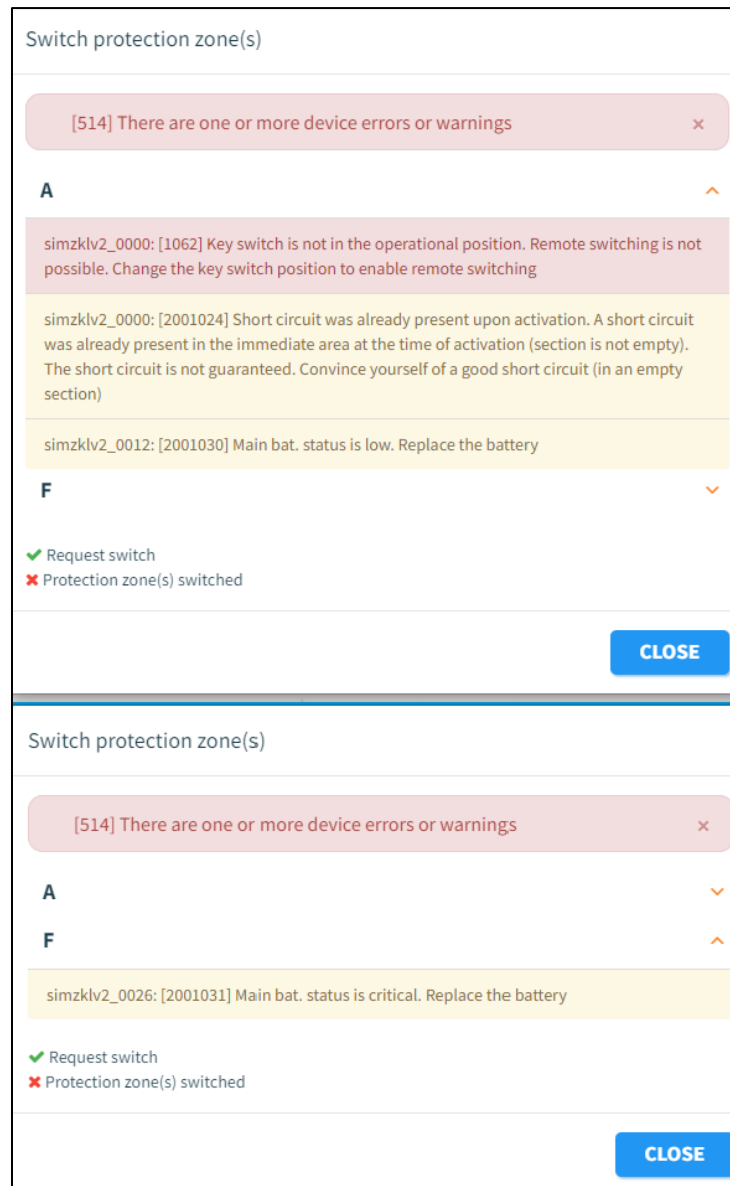 Switch protection zone(s)
[514] There are one or more device errors or warnings ×
A
simzklv2_0000: [1062] Key switch is not in the operational position. Remote switching is not
possible. Change the key switch position to enable remote switching
simzklv2_0000: [2001024] Short circuit was already present upon activation. A short circuit
was already present in the immediate area at the time of activation (section is not empty).
The short circuit is not guaranteed. Convince yourself of a good short circuit (in an empty
section)
simzklv2_0012: [2001030] Main bat. status is low. Replace the battery
F
✔ Request switch
✖ Protection zone(s) switched
CLOSE
Switch protection zone(s)
[514] There are one or more device errors or warnings ×
A
F
simzklv2_0026: [2001031] Main bat. status is critical. Replace the battery
✔ Request switch
✖ Protection zone(s) switched
CLOSE